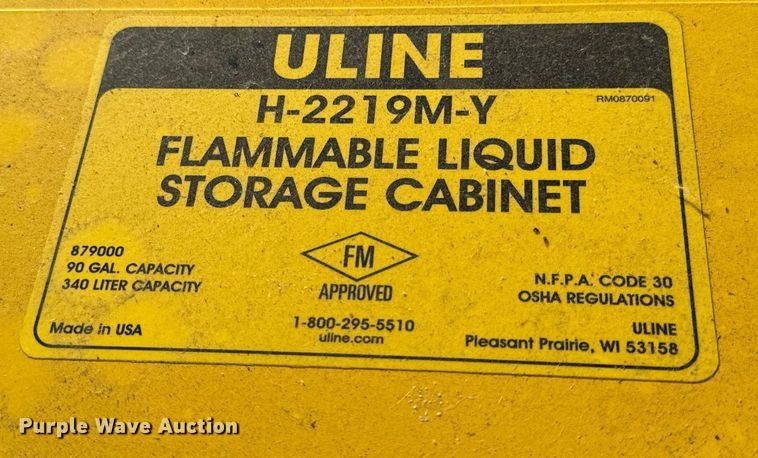 ULINE
RM0870091
H-2219M-Y
FLAMMABLE LIQUID
STORAGE CABINET
879000
90 GAL. CAPACITY
340 LITER CAPACITY
Made in USA
FM
APPROVED
1-800-295-5510
uline.com
N.F.P.A. CODE 30
OSHA REGULATIONS
ULINE
Pleasant Prairie, WI 53158
Purple Wave Auction